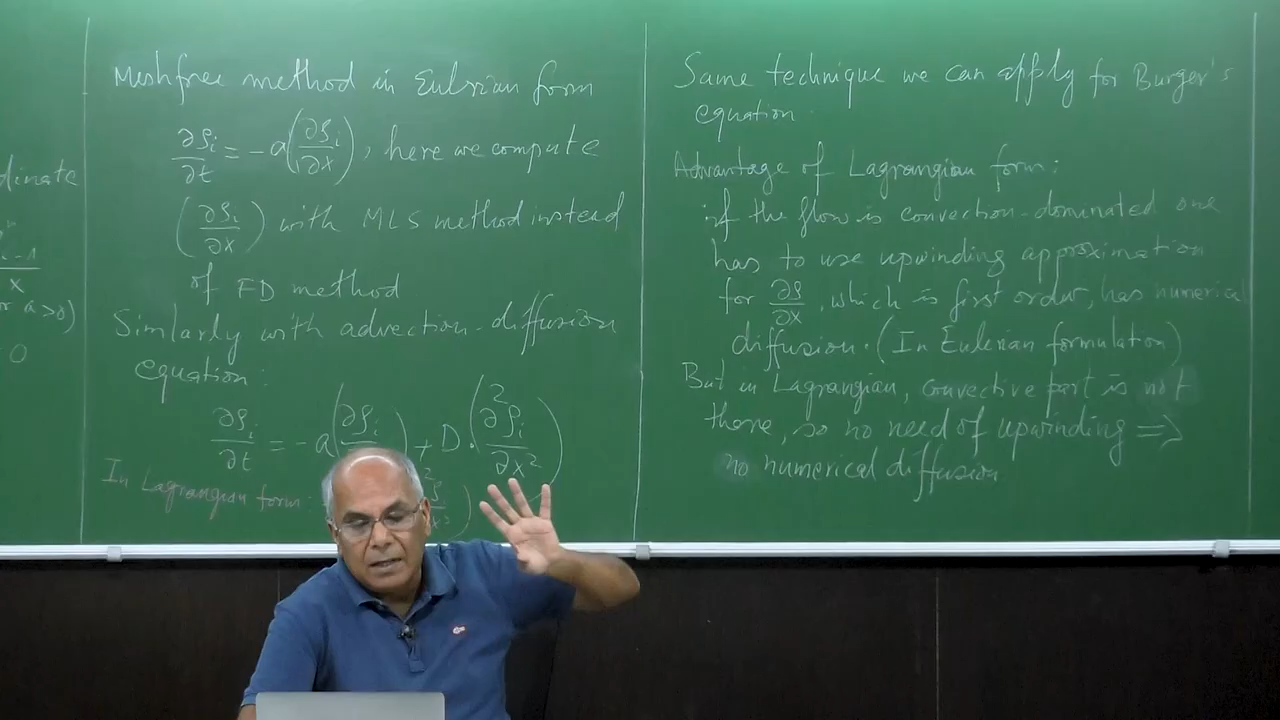 dinate
i-1
x
or a>0)
0
Meshfree method in Eulerian form
∂ρi/∂t = -a(∂ρi/∂x), here we compute
(∂ρi/∂x) with MLS method instead
of FD method
Similarly with advection-diffusion
equation:
∂ρi/∂t = -a(∂ρi ) + D.(∂²ρi/∂x²)
In Lagrangian form:
Same technique we can apply for Burger's
equation.
Advantage of Lagrangian form:
if the flow is convection-dominated one
has to use upwinding approximation
for ∂ρ/∂x, which is first order, has numerical
diffusion. (In Eulerian formulation)
But in Lagrangian, convective part is not
there, so no need of upwinding ⇒
no numerical diffusion